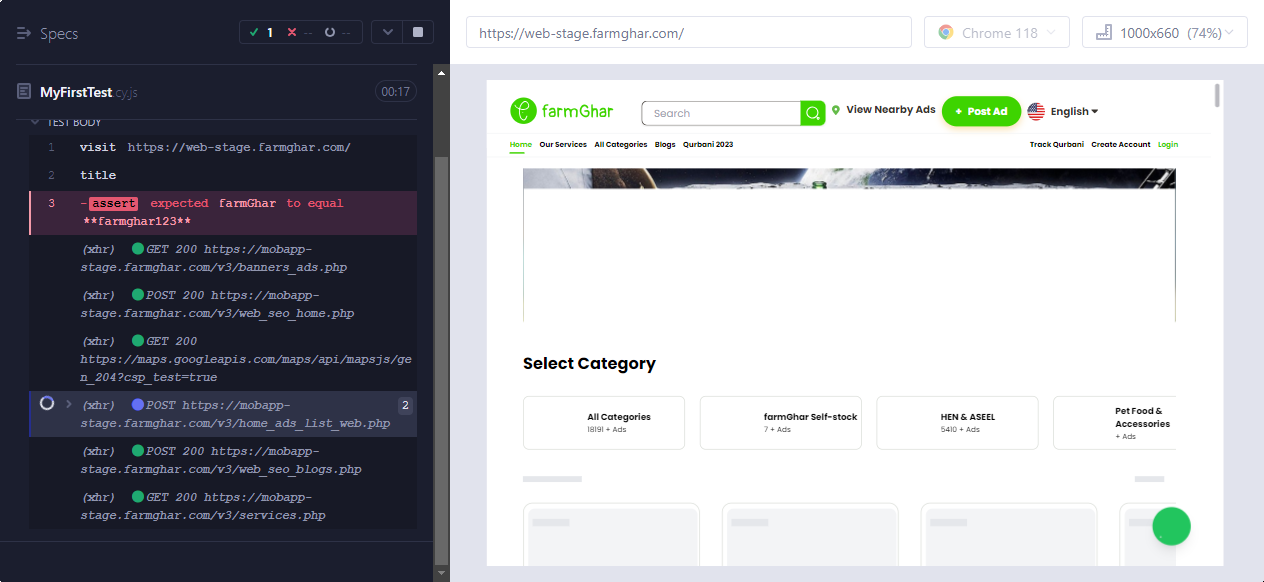 Specs
1
--
--
MyFirstTest.cy.js
00:17
TEST BODY
1 visit https://web-stage.farmghar.com/
2 title
3 -assert expected farmGhar to equal
**farmghar123**
(xhr) GET 200 https://mobapp-
stage.farmghar.com/v3/banners_ads.php
(xhr) POST 200 https://mobapp-
stage.farmghar.com/v3/web_seo_home.php
(xhr) GET 200
https://maps.googleapis.com/maps/api/mapsjs/ge
n_204?csp_test=true
(xhr) POST https://mobapp- 2
stage.farmghar.com/v3/home_ads_list_web.php
(xhr) POST 200 https://mobapp-
stage.farmghar.com/v3/web_seo_blogs.php
(xhr) GET 200 https://mobapp-
stage.farmghar.com/v3/services.php
https://web-stage.farmghar.com/
Chrome 118
1000x660 (74%)
farmGhar
Search
View Nearby Ads
+ Post Ad
English
Home Our Services All Categories Blogs Qurbani 2023
Track Qurbani Create Account Login
Select Category
All Categories
18191 + Ads
farmGhar Self-stock
7 + Ads
HEN & ASEEL
5410 + Ads
Pet Food &
Accessories
+ Ads